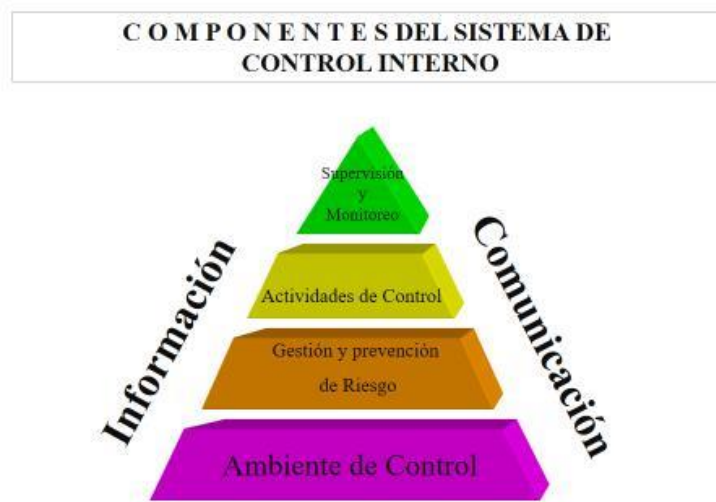 C O M P O N E N T E S DEL SISTEMA DE
CONTROL INTERNO
Supervisión
y
Monitoreo
Actividades de Control
Gestión y prevención
de Riesgo
Ambiente de Control
Información
Comunicación